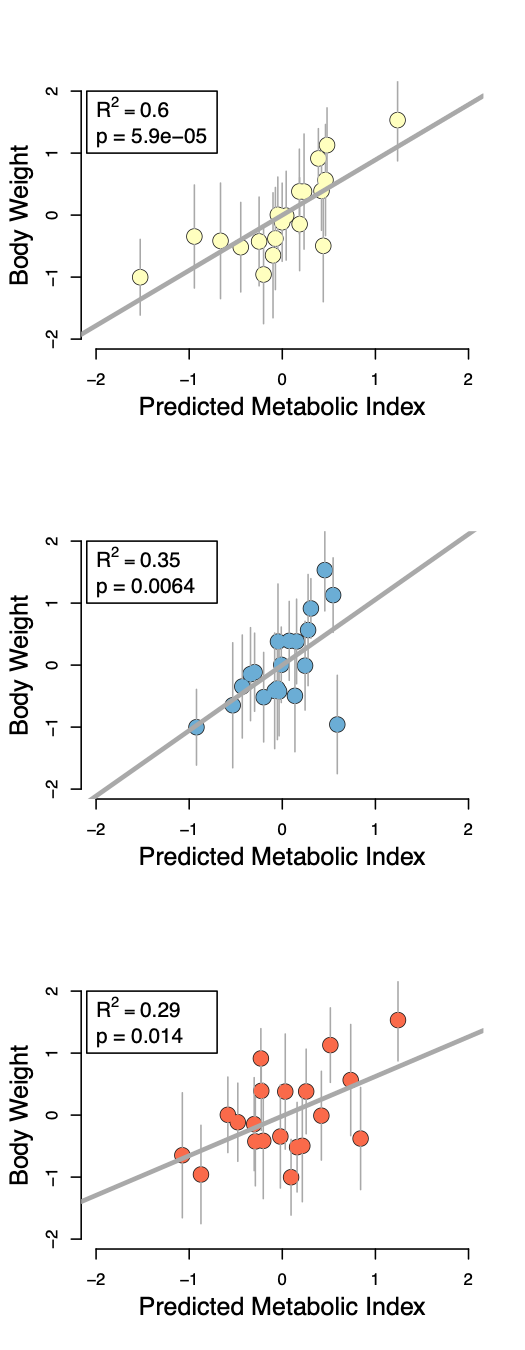 R² = 0.6
p = 5.9e−05
Body Weight
2
1
0
−1
−2
−2 −1 0 1 2
Predicted Metabolic Index
R² = 0.35
p = 0.0064
Body Weight
2
1
0
−1
−2
−2 −1 0 1 2
Predicted Metabolic Index
R² = 0.29
p = 0.014
Body Weight
2
1
0
−1
−2
−2 −1 0 1 2
Predicted Metabolic Index